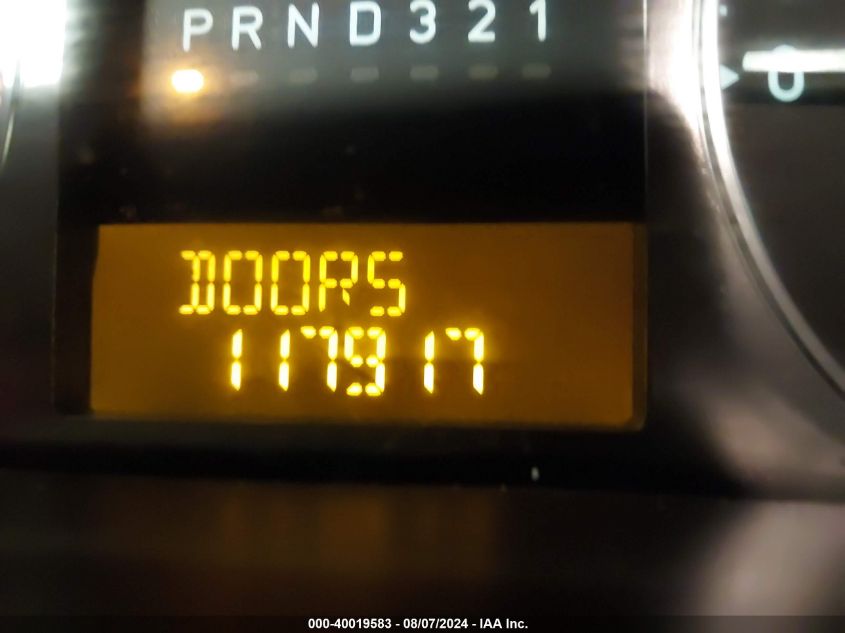 PRND321
DOORS
117917
000-40019583 - 08/07/2024 - IAA Inc.